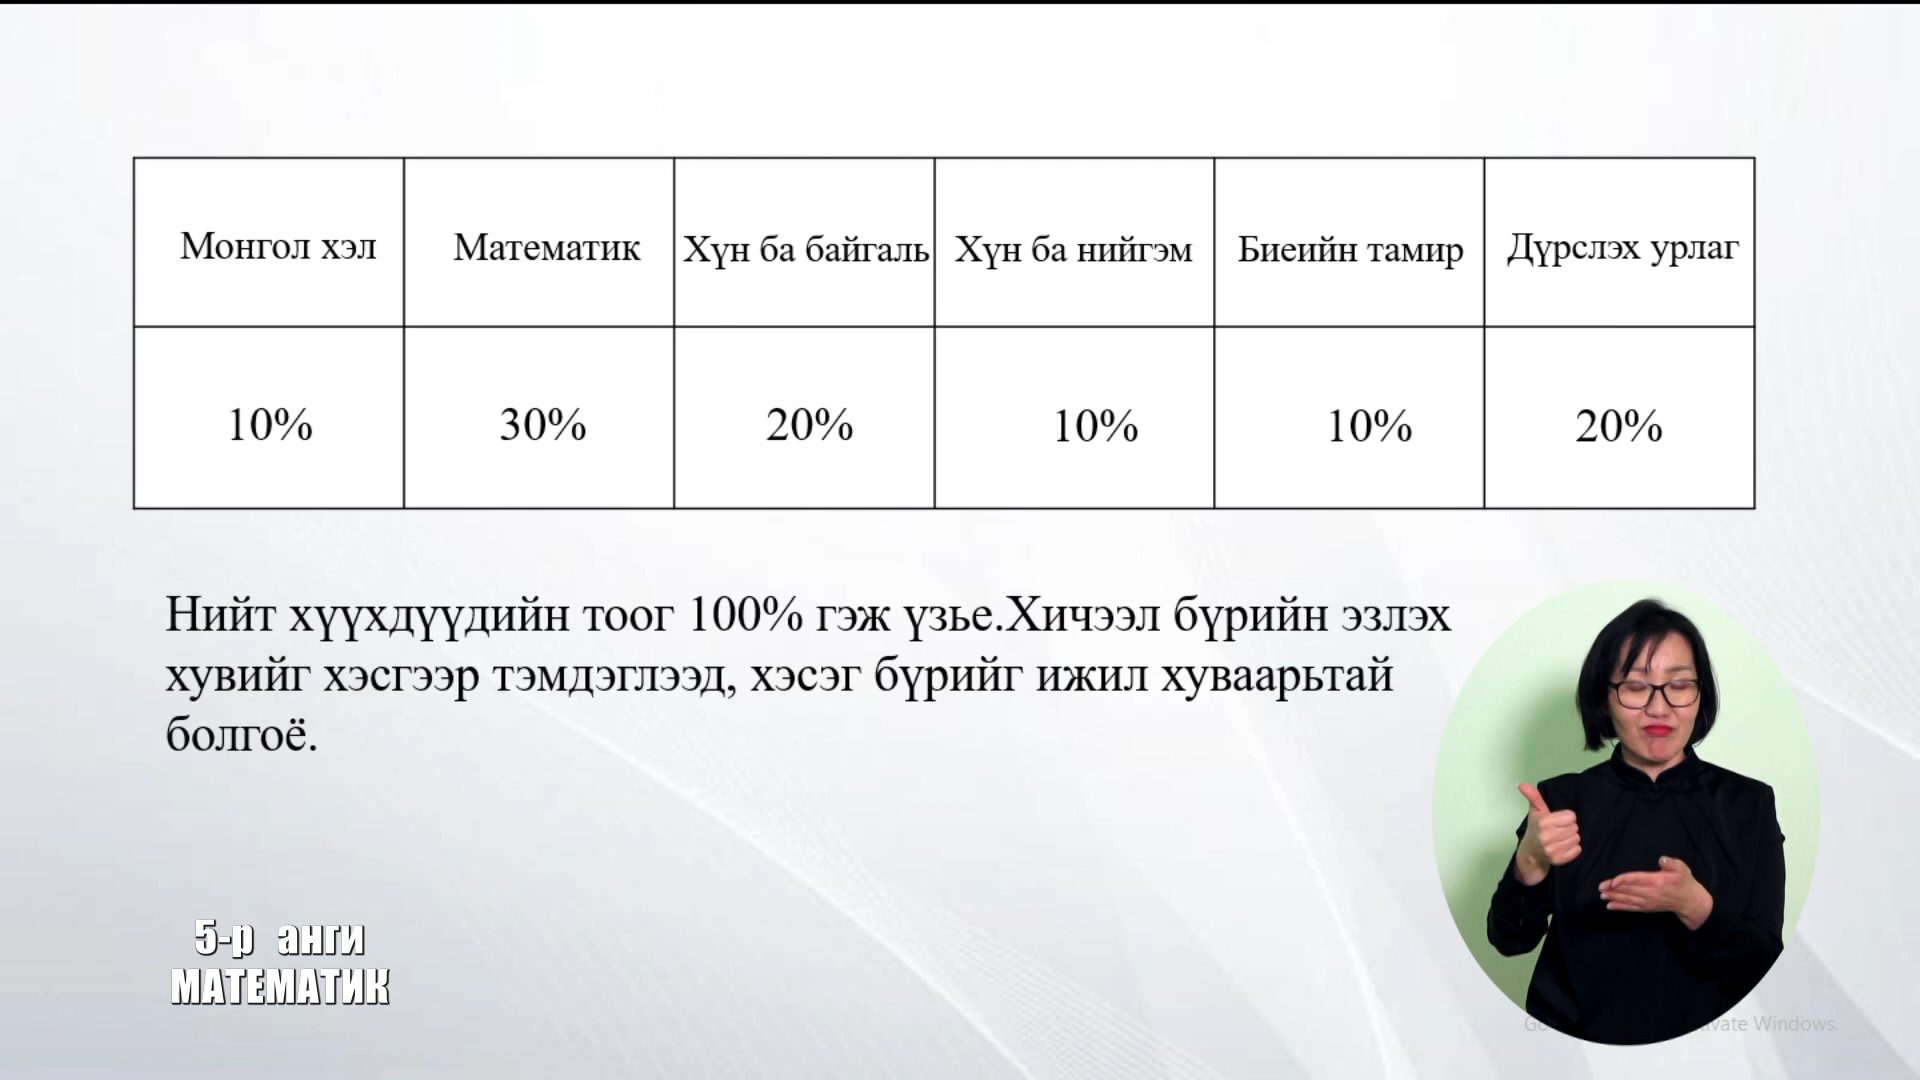 Монгол хэл Математик Хүн ба байгаль Хүн ба нийгэм Биеийн тамир Дүрслэх урлаг
10% 30% 20% 10% 10% 20%
Нийт хүүхдүүдийн тоог 100% гэж үзье.Хичээл бүрийн эзлэх
хувийг хэсгээр тэмдэглээд, хэсэг бүрийг ижил хуваарьтай
болгоё.
5-р анги
МАТЕМАТИК
Windows.